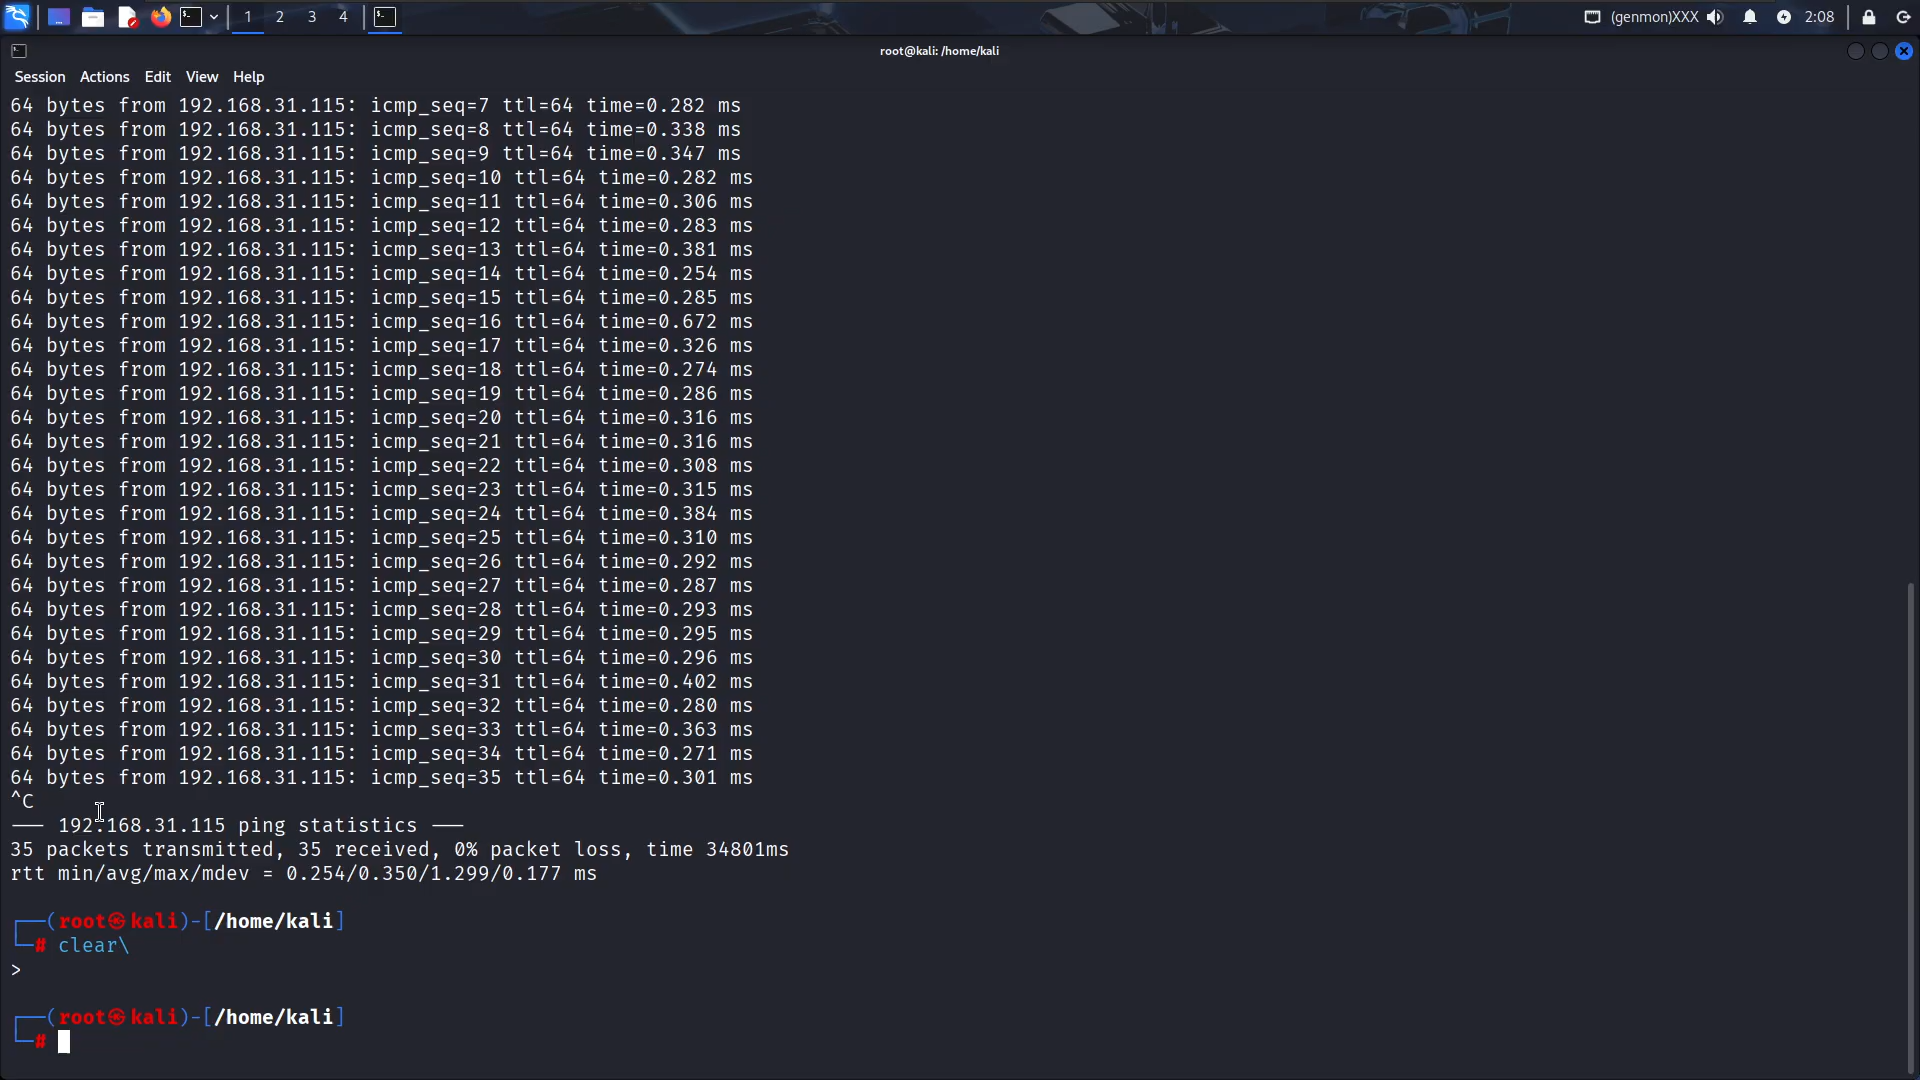 1 2 3 4 (genmon)XXX 2:08
root@kali: /home/kali
Session Actions Edit View Help
64 bytes from 192.168.31.115: icmp_seq=7 ttl=64 time=0.282 ms
64 bytes from 192.168.31.115: icmp_seq=8 ttl=64 time=0.338 ms
64 bytes from 192.168.31.115: icmp_seq=9 ttl=64 time=0.347 ms
64 bytes from 192.168.31.115: icmp_seq=10 ttl=64 time=0.282 ms
64 bytes from 192.168.31.115: icmp_seq=11 ttl=64 time=0.306 ms
64 bytes from 192.168.31.115: icmp_seq=12 ttl=64 time=0.283 ms
64 bytes from 192.168.31.115: icmp_seq=13 ttl=64 time=0.381 ms
64 bytes from 192.168.31.115: icmp_seq=14 ttl=64 time=0.254 ms
64 bytes from 192.168.31.115: icmp_seq=15 ttl=64 time=0.285 ms
64 bytes from 192.168.31.115: icmp_seq=16 ttl=64 time=0.672 ms
64 bytes from 192.168.31.115: icmp_seq=17 ttl=64 time=0.326 ms
64 bytes from 192.168.31.115: icmp_seq=18 ttl=64 time=0.274 ms
64 bytes from 192.168.31.115: icmp_seq=19 ttl=64 time=0.286 ms
64 bytes from 192.168.31.115: icmp_seq=20 ttl=64 time=0.316 ms
64 bytes from 192.168.31.115: icmp_seq=21 ttl=64 time=0.316 ms
64 bytes from 192.168.31.115: icmp_seq=22 ttl=64 time=0.308 ms
64 bytes from 192.168.31.115: icmp_seq=23 ttl=64 time=0.315 ms
64 bytes from 192.168.31.115: icmp_seq=24 ttl=64 time=0.384 ms
64 bytes from 192.168.31.115: icmp_seq=25 ttl=64 time=0.310 ms
64 bytes from 192.168.31.115: icmp_seq=26 ttl=64 time=0.292 ms
64 bytes from 192.168.31.115: icmp_seq=27 ttl=64 time=0.287 ms
64 bytes from 192.168.31.115: icmp_seq=28 ttl=64 time=0.293 ms
64 bytes from 192.168.31.115: icmp_seq=29 ttl=64 time=0.295 ms
64 bytes from 192.168.31.115: icmp_seq=30 ttl=64 time=0.296 ms
64 bytes from 192.168.31.115: icmp_seq=31 ttl=64 time=0.402 ms
64 bytes from 192.168.31.115: icmp_seq=32 ttl=64 time=0.280 ms
64 bytes from 192.168.31.115: icmp_seq=33 ttl=64 time=0.363 ms
64 bytes from 192.168.31.115: icmp_seq=34 ttl=64 time=0.271 ms
64 bytes from 192.168.31.115: icmp_seq=35 ttl=64 time=0.301 ms
^C
--- 192.168.31.115 ping statistics ---
35 packets transmitted, 35 received, 0% packet loss, time 34801ms
rtt min/avg/max/mdev = 0.254/0.350/1.299/0.177 ms
┌──(root㉿kali)-[/home/kali]
└─# clear\
>
┌──(root㉿kali)-[/home/kali]
└─#